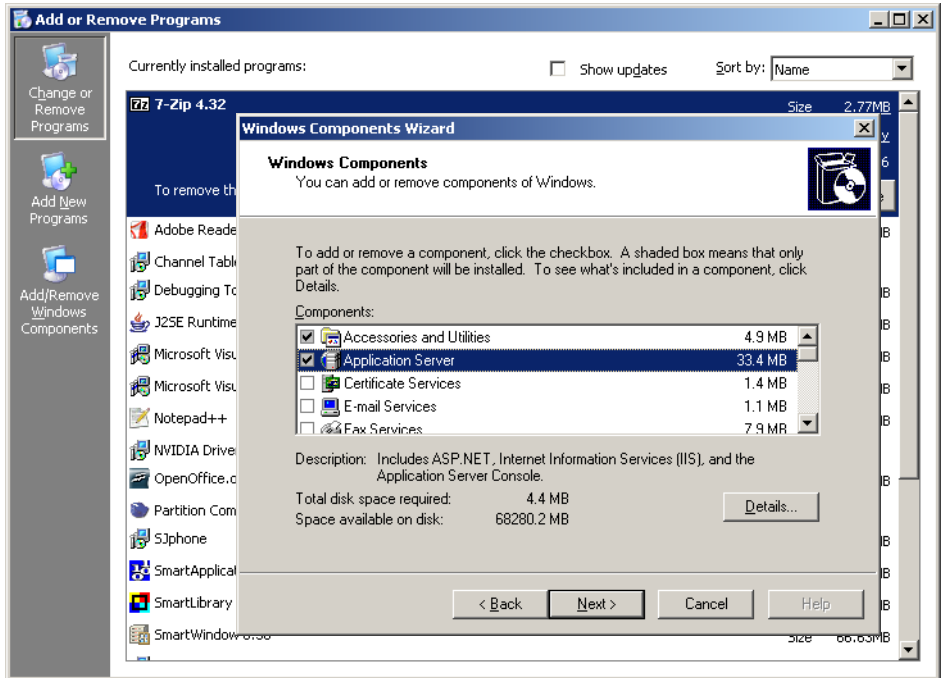 Add or Remove Programs
Change or
Remove
Programs
Add New
Programs
Add/Remove
Windows
Components
Currently installed programs:
Show updates
Sort by: Name
7-Zip 4.32 Size 2.77MB
y
6
To remove th
Adobe Reade
Channel Tabl
Debugging To
J2SE Runtime
Microsoft Visu
Microsoft Visu
Notepad++
NVIDIA Drive
OpenOffice.o
Partition Com
SJphone
SmartApplicat
SmartLibrary
SmartWindow Size 66.63MB
Windows Components Wizard
Windows Components
You can add or remove components of Windows.
To add or remove a component, click the checkbox. A shaded box means that only
part of the component will be installed. To see what's included in a component, click
Details.
Components:
Accessories and Utilities 4.9 MB
Application Server 33.4 MB
Certificate Services 1.4 MB
E-mail Services 1.1 MB
Fax Services 7.9 MB
Description: Includes ASP.NET, Internet Information Services (IIS), and the
Application Server Console.
Total disk space required: 4.4 MB
Space available on disk: 68280.2 MB
Details...
< Back Next > Cancel Help